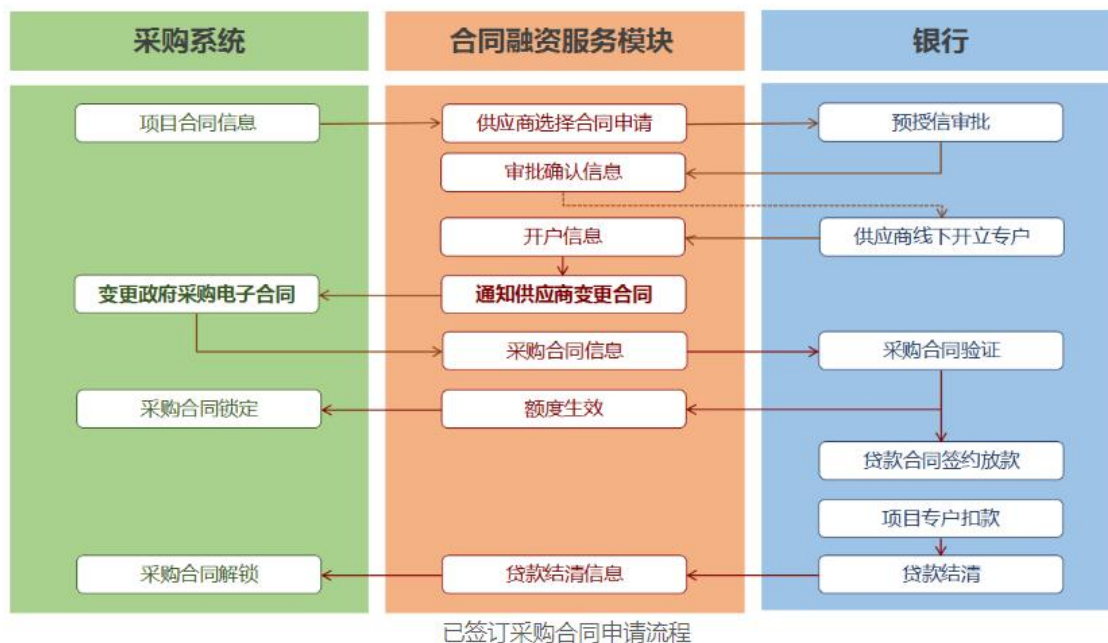 采购系统
合同融资服务模块
银行
项目合同信息
供应商选择合同申请
预授信审批
审批确认信息
开户信息
供应商线下开立专户
变更政府采购电子合同
通知供应商变更合同
采购合同信息
采购合同验证
采购合同锁定
额度生效
贷款合同签约放款
项目专户扣款
采购合同解锁
贷款结清信息
贷款结清
已签订采购合同申请流程